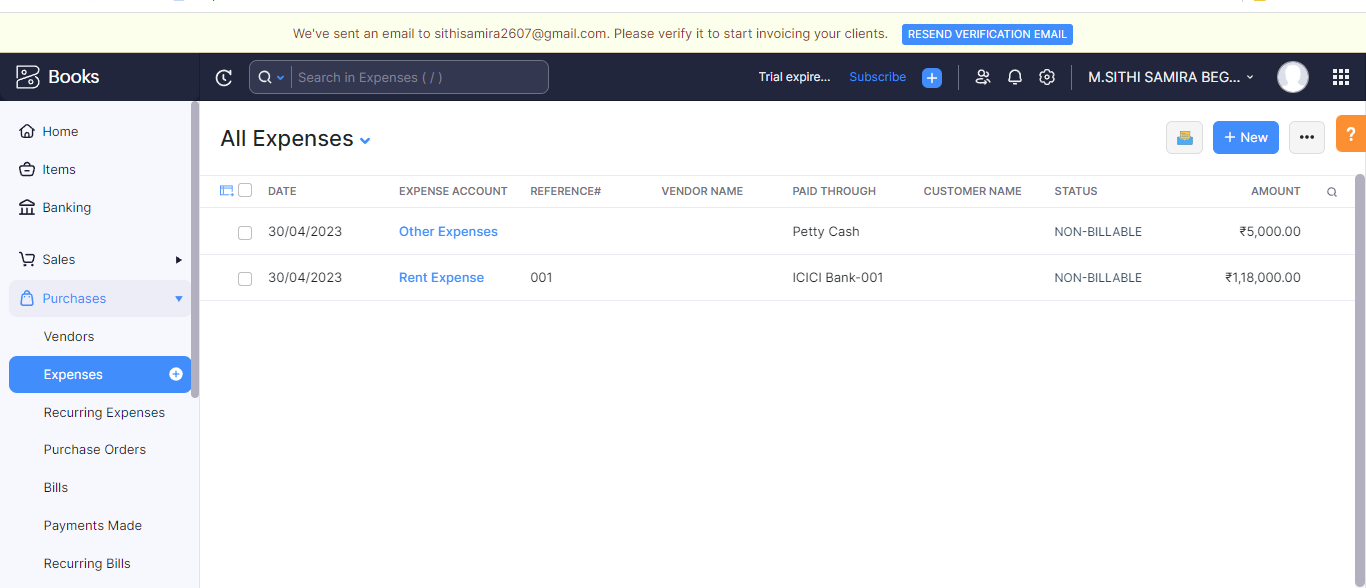 We've sent an email to sithisamira2607@gmail.com. Please verify it to start invoicing your clients. RESEND VERIFICATION EMAIL
Books Search in Expenses ( / ) Trial expire... Subscribe M.SITHI SAMIRA BEG...
Home
Items
Banking
Sales
Purchases
Vendors
Expenses
Recurring Expenses
Purchase Orders
Bills
Payments Made
Recurring Bills
All Expenses + New ••• ?
DATE EXPENSE ACCOUNT REFERENCE# VENDOR NAME PAID THROUGH CUSTOMER NAME STATUS AMOUNT
30/04/2023 Other Expenses Petty Cash NON-BILLABLE ₹5,000.00
30/04/2023 Rent Expense 001 ICICI Bank-001 NON-BILLABLE ₹1,18,000.00